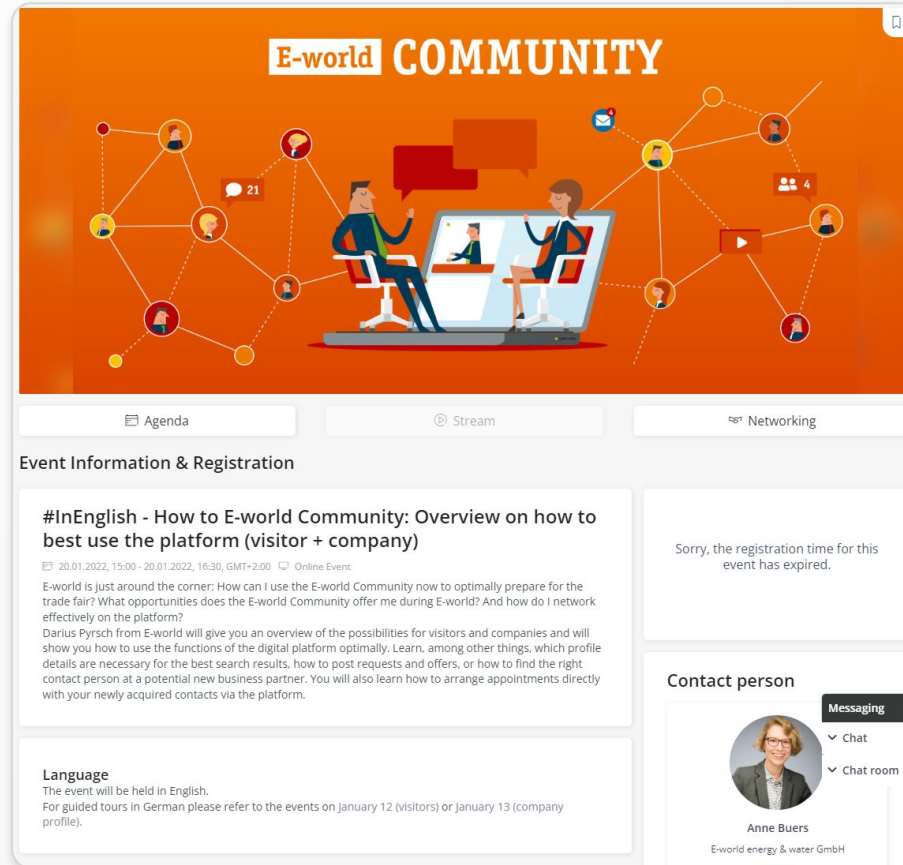 E-world COMMUNITY
4
21
4
Agenda
Stream
Networking
Event Information & Registration
#InEnglish - How to E-world Community: Overview on how to
best use the platform (visitor + company)
20.01.2022, 15:00 - 20.01.2022, 16:30, GMT+2:00 Online Event
E-world is just around the corner: How can I use the E-world Community now to optimally prepare for the
trade fair? What opportunities does the E-world Community offer me during E-world? And how do I network
effectively on the platform?
Darius Pyrsch from E-world will give you an overview of the possibilities for visitors and companies and will
show you how to use the functions of the digital platform optimally. Learn, among other things, which profile
details are necessary for the best search results, how to post requests and offers, or how to find the right
contact person at a potential new business partner. You will also learn how to arrange appointments directly
with your newly acquired contacts via the platform.
Sorry, the registration time for this
event has expired.
Language
The event will be held in English.
For guided tours in German please refer to the events on January 12 (visitors) or January 13 (company
profile).
Contact person
Messaging
Chat
Chat room
Anne Buers
E-world energy & water GmbH